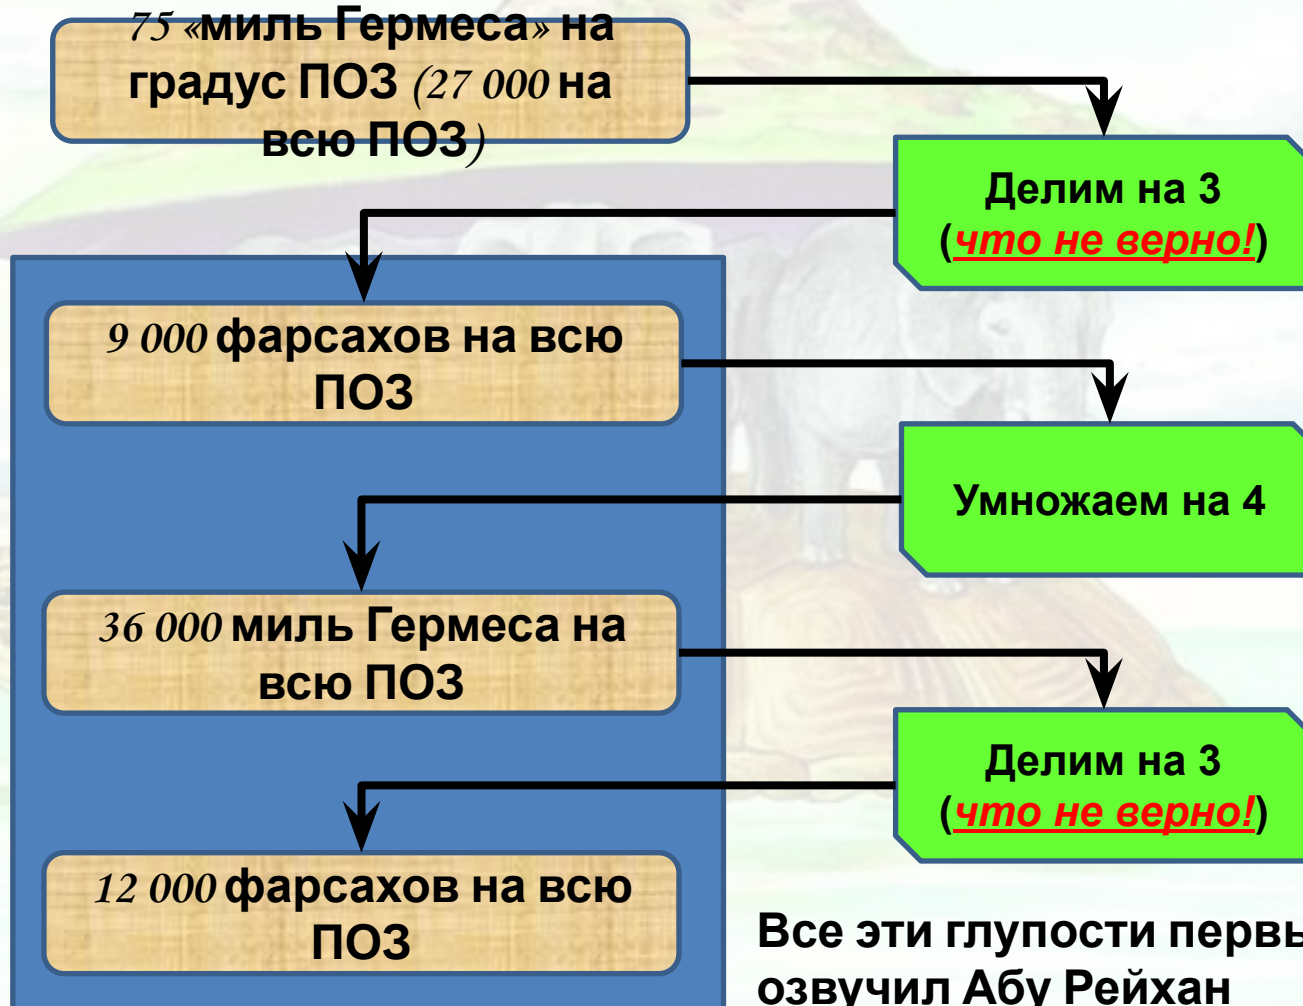 75 «миль Гермеса» на
градус ПОЗ (27 000 на
всю ПОЗ)
Делим на 3
(что не верно!)
9 000 фарсахов на всю
ПОЗ
Умножаем на 4
36 000 миль Гермеса на
всю ПОЗ
Делим на 3
(что не верно!)
12 000 фарсахов на всю
ПОЗ
Все эти глупости
озвучил Абу Рейхан